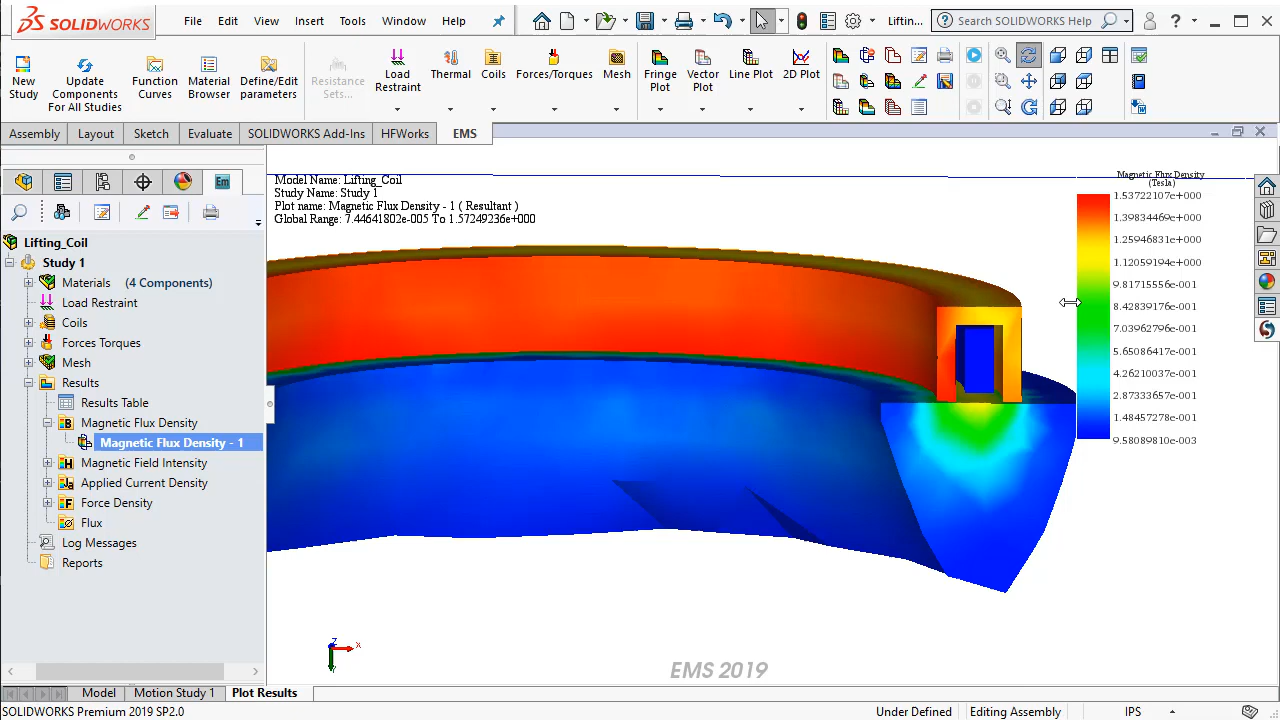 SOLIDWORKS
File Edit View Insert Tools Window Help
Liftin...
Search SOLIDWORKS Help
New Study
Update Components For All Studies
Function Curves
Material Browser
Define/Edit parameters
Resistance Sets...
Load Restraint
Thermal
Coils
Forces/Torques
Mesh
Fringe Plot
Vector Plot
Line Plot
2D Plot
Assembly Layout Sketch Evaluate SOLIDWORKS Add-Ins HFWorks EMS
Em
Lifting_Coil
Study 1
Materials (4 Components)
Load Restraint
Coils
Forces Torques
Mesh
Results
Results Table
Magnetic Flux Density
Magnetic Flux Density - 1
Magnetic Field Intensity
Applied Current Density
Force Density
Flux
Log Messages
Reports
Model Name: Lifting_Coil
Study Name: Study 1
Plot name: Magnetic Flux Density - 1 ( Resultant )
Global Range: 7.44641802e-005 To 1.57249236e+000
Magnetic Flux Density
(Tesla)
1.53722107e+000
1.39834469e+000
1.25946831e+000
1.12059194e+000
9.81715556e-001
8.42839176e-001
7.03962796e-001
5.65086417e-001
4.26210037e-001
2.87333657e-001
1.48457277e-001
9.58089810e-003
Z
X
EMS 2019
Model Motion Study 1 Plot Results
SOLIDWORKS Premium 2019 SP2.0
Under Defined Editing Assembly IPS